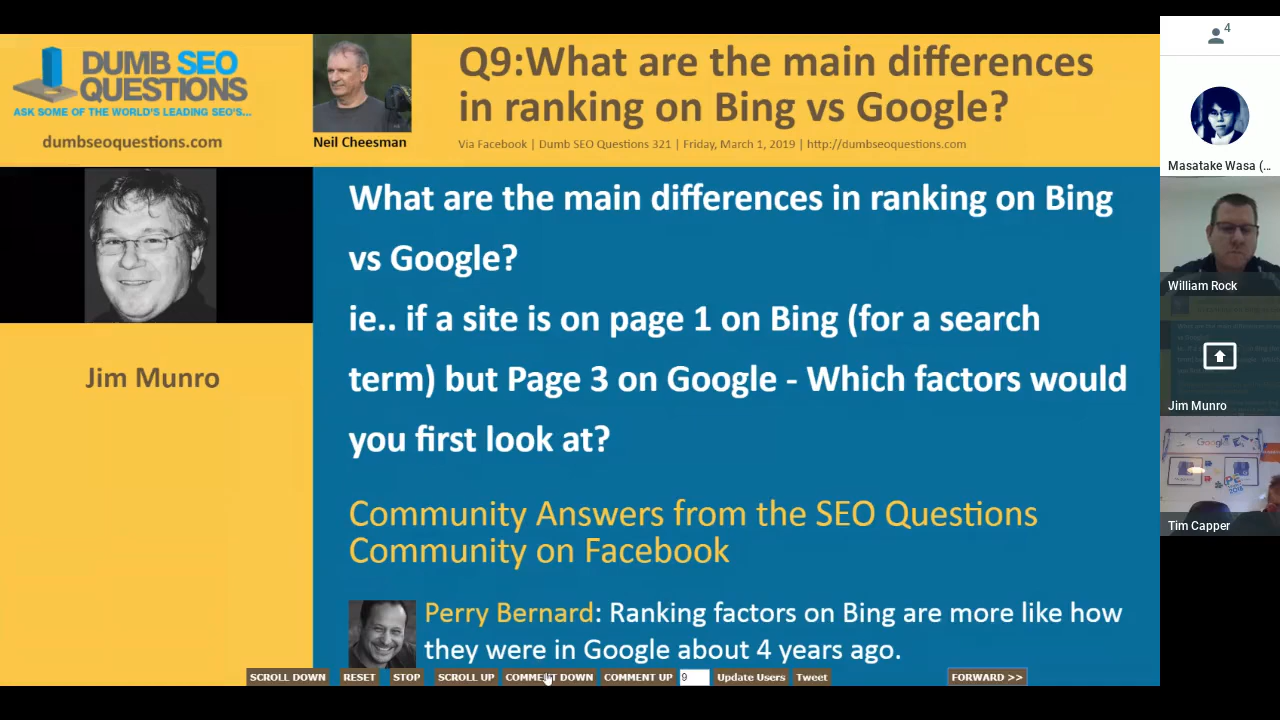 DUMB SEO
QUESTIONS
ASK SOME OF THE WORLD'S LEADING SEO'S...
dumbseoquestions.com
Neil Cheesman
Q9:What are the main differences
in ranking on Bing vs Google?
Via Facebook | Dumb SEO Questions 321 | Friday, March 1, 2019 | http://dumbseoquestions.com
Jim Munro
What are the main differences in ranking on Bing
vs Google?
ie.. if a site is on page 1 on Bing (for a search
term) but Page 3 on Google - Which factors would
you first look at?
Community Answers from the SEO Questions
Community on Facebook
Perry Bernard: Ranking factors on Bing are more like how
they were in Google about 4 years ago.
SCROLL DOWN RESET STOP SCROLL UP COMMENT DOWN COMMENT UP 9 Update Users Tweet FORWARD >>
4
Masatake Wasa (...
William Rock
Jim Munro
Google
Tim Capper